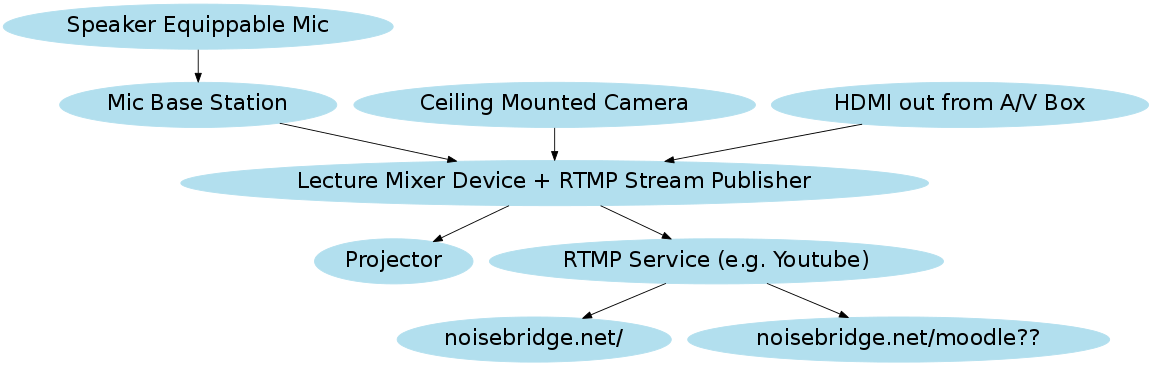 Speaker Equippable Mic
Mic Base Station
Ceiling Mounted Camera
HDMI out from A/V Box
Lecture Mixer Device + RTMP Stream Publisher
Projector
RTMP Service (e.g. Youtube)
noisebridge.net/
noisebridge.net/moodle??